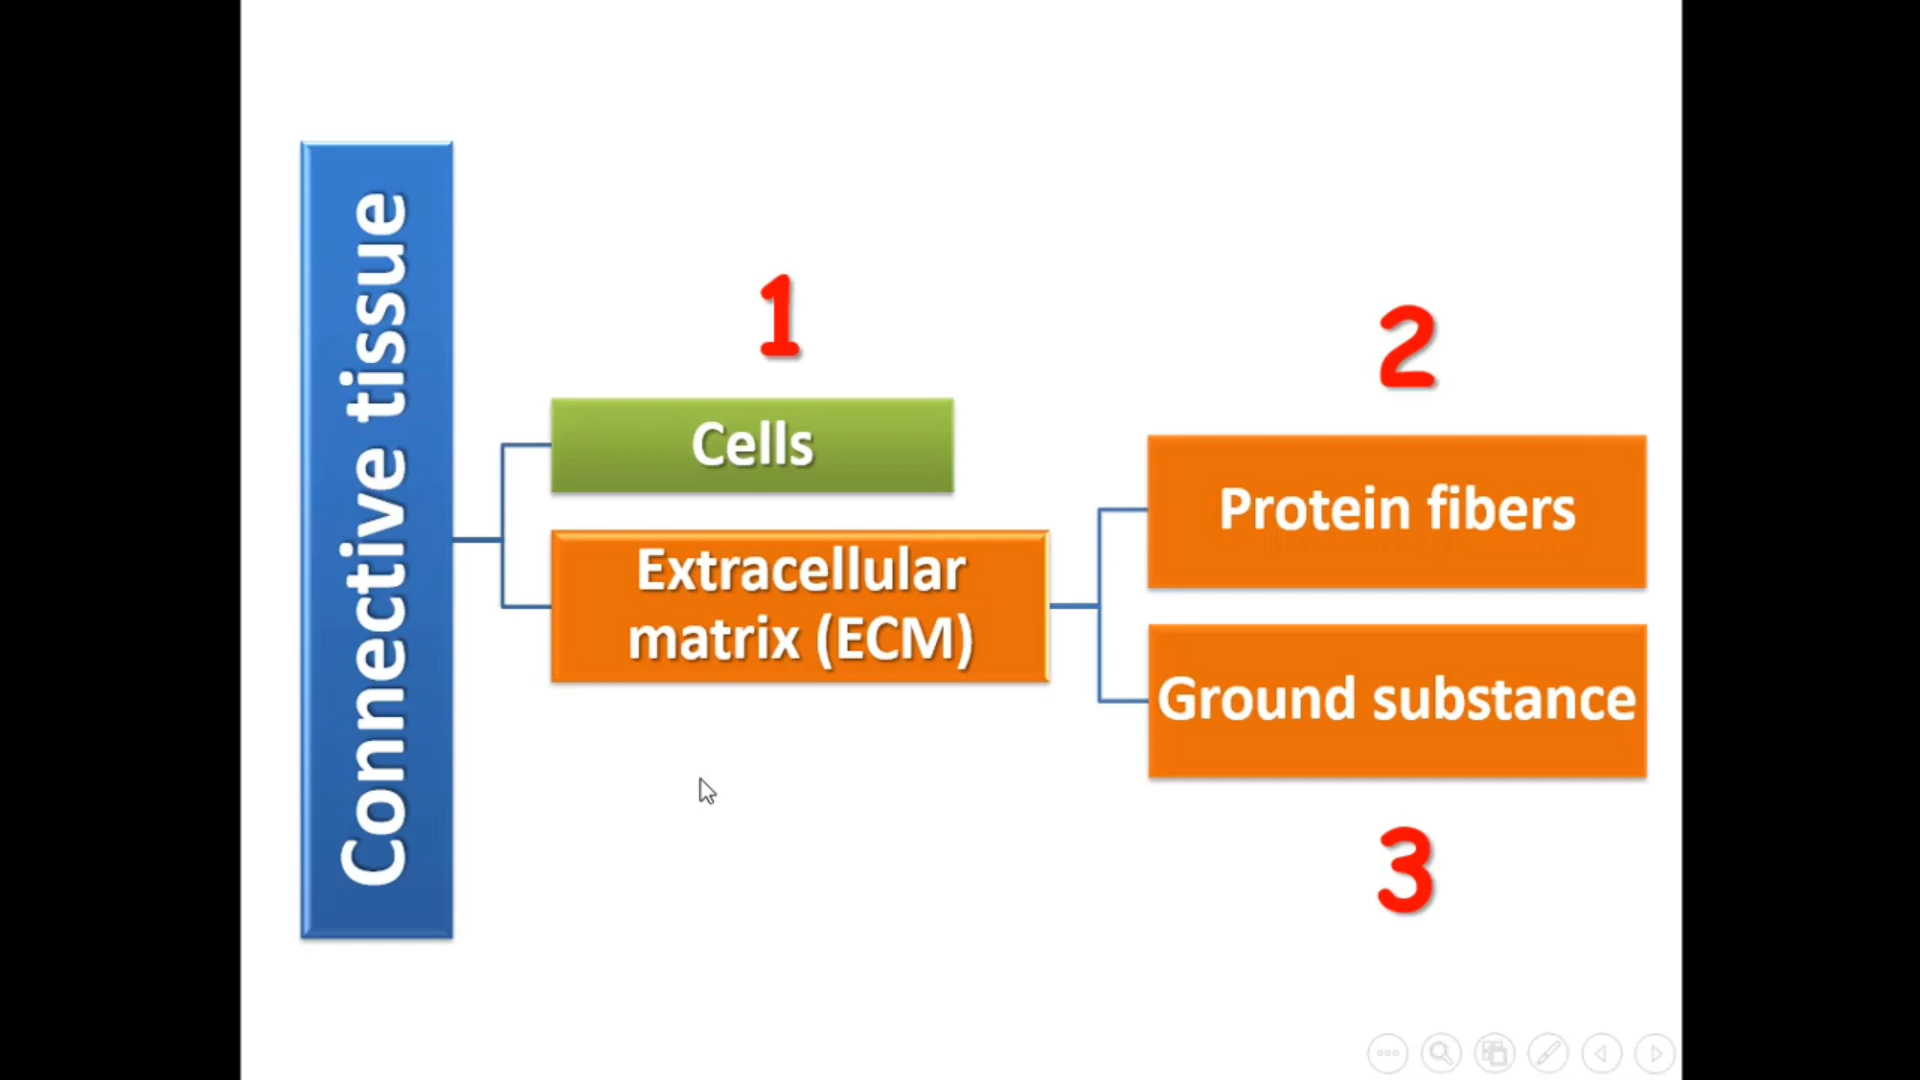 Connective tissue
1
Cells
Extracellular
matrix (ECM)
2
Protein fibers
Ground substance
3